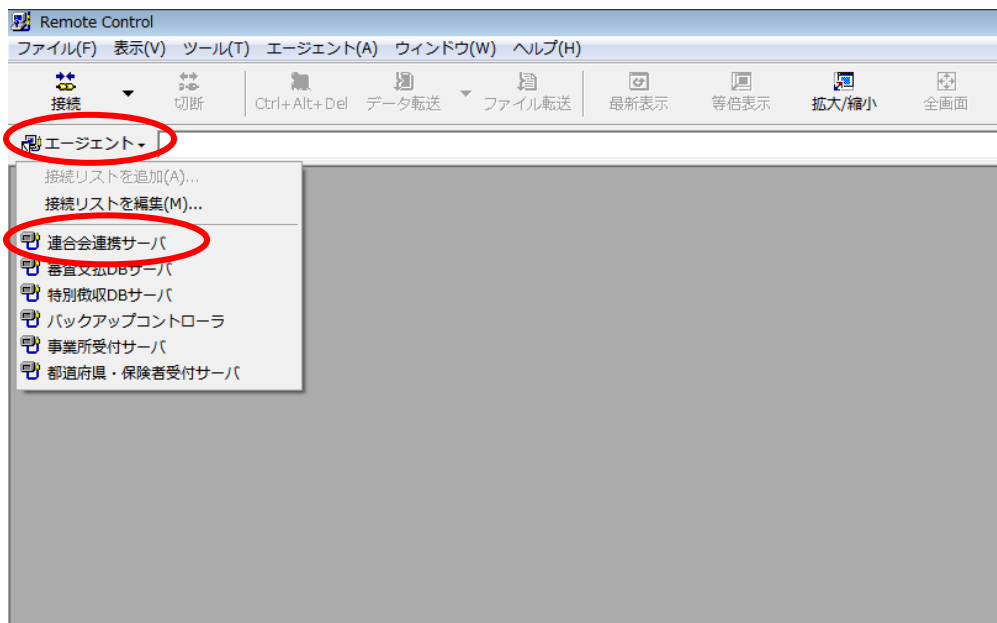 Remote Control
ファイル(F) 表示(V) ツール(T) エージェント(A) ウィンドウ(W) ヘルプ(H)
接続 切断 Ctrl+Alt+Del データ転送 ファイル転送 最新表示 等倍表示 拡大/縮小 全画面
エージェント
接続リストを追加(A)...
接続リストを編集(M)...
連合会連携サーバ
審査支払DBサーバ
特別徴収DBサーバ
バックアップコントローラ
事業所受付サーバ
都道府県・保険者受付サーバ